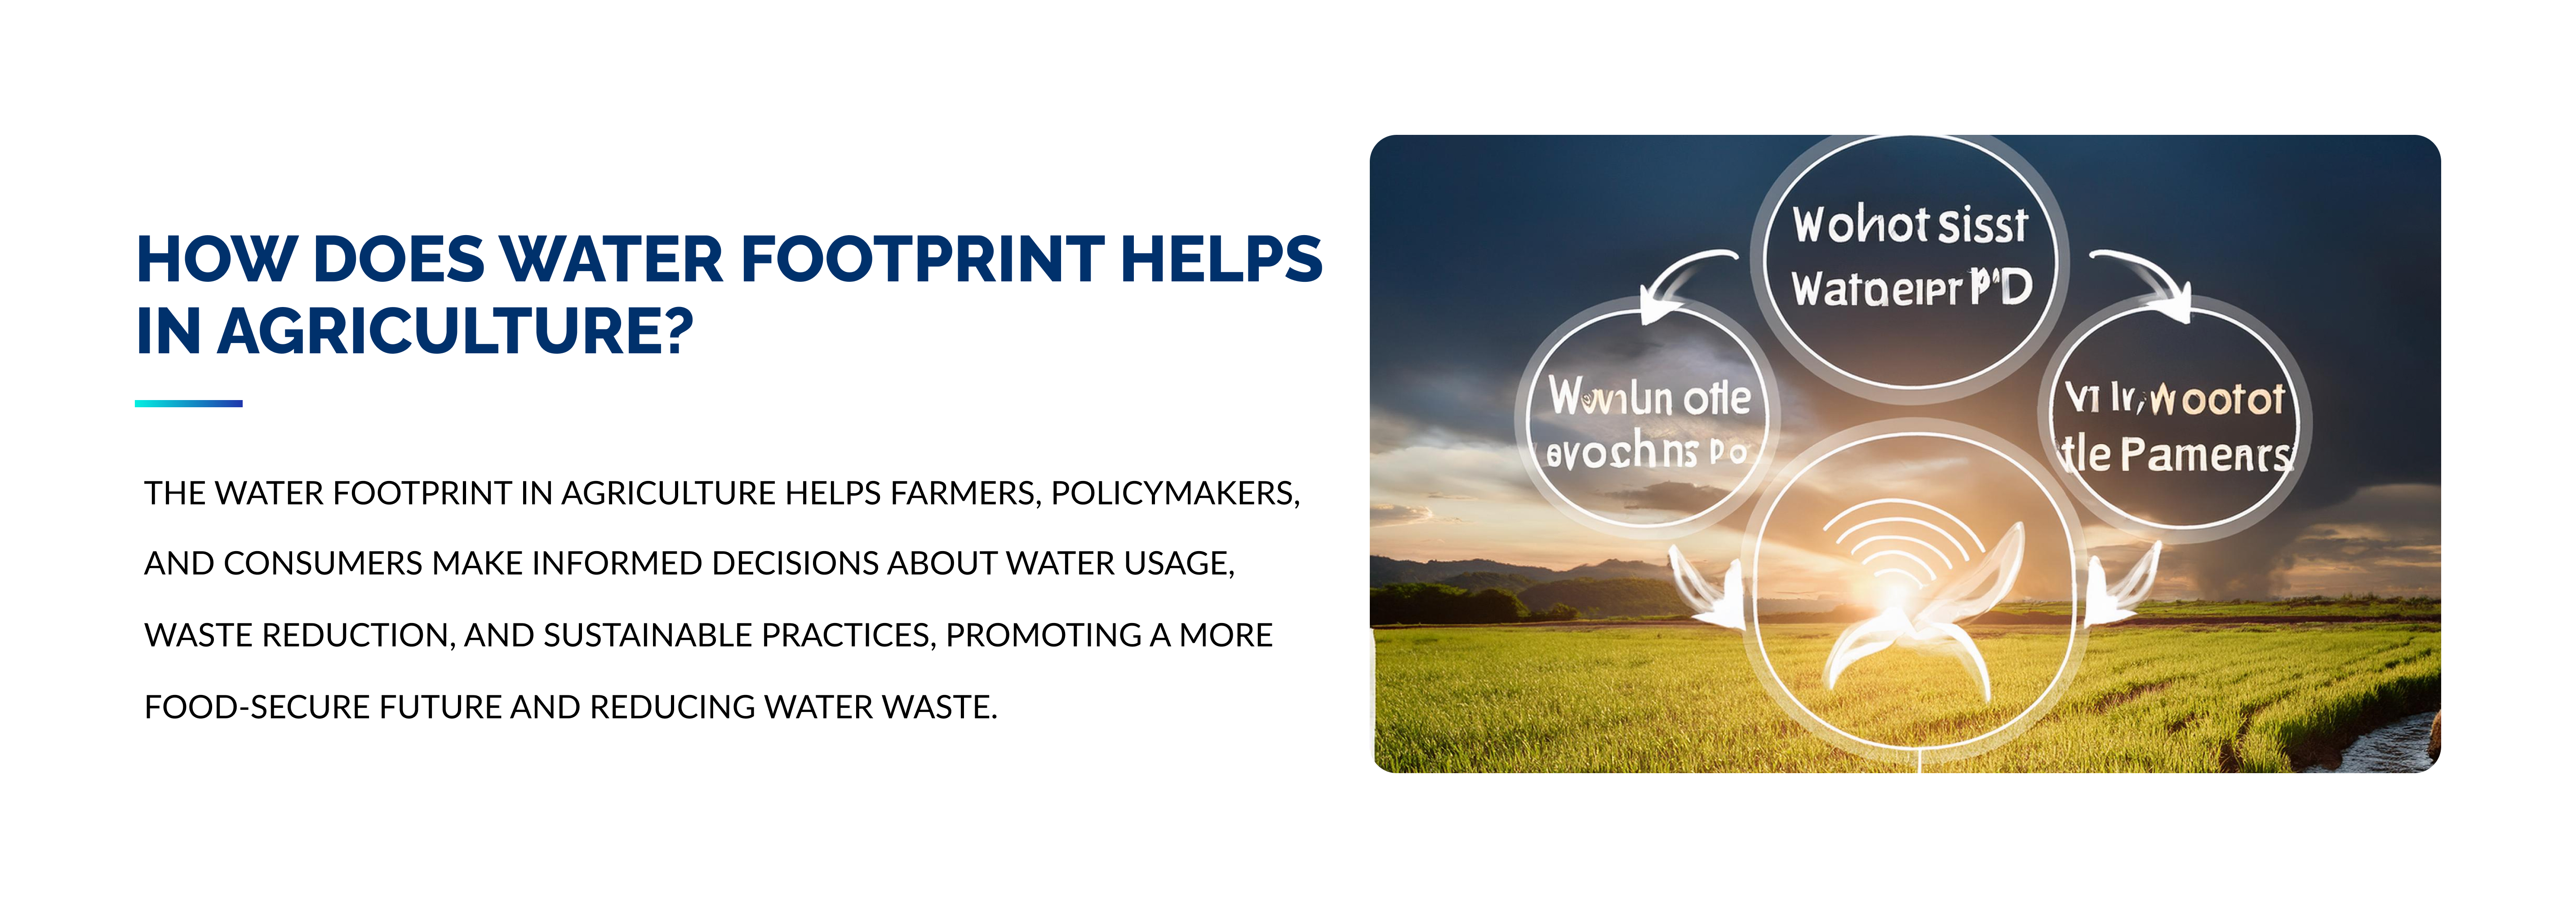 HOW DOES WATER FOOTPRINT HELPS
IN AGRICULTURE?
THE WATER FOOTPRINT IN AGRICULTURE HELPS FARMERS, POLICYMAKERS,
AND CONSUMERS MAKE INFORMED DECISIONS ABOUT WATER USAGE,
WASTE REDUCTION, AND SUSTAINABLE PRACTICES, PROMOTING A MORE
FOOD-SECURE FUTURE AND REDUCING WATER WASTE.